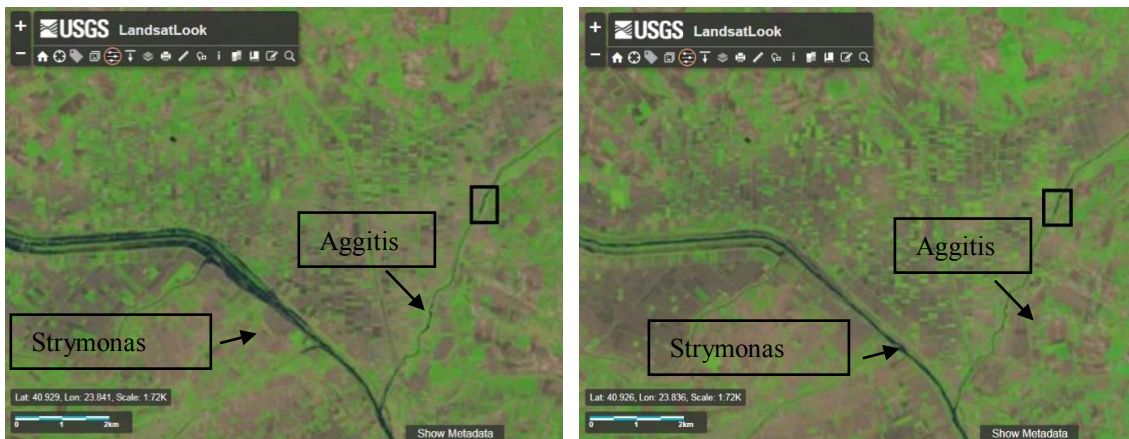 +
USGS LandsatLook
−
i
Aggitis
Strymonas
Lat: 40.929, Lon: 23.841, Scale: 1:72K
0 1 2km
Show Metadata
+
USGS LandsatLook
−
i
Aggitis
Strymonas
Lat: 40.926, Lon: 23.836, Scale: 1:72K
0 1 2km
Show Metadata